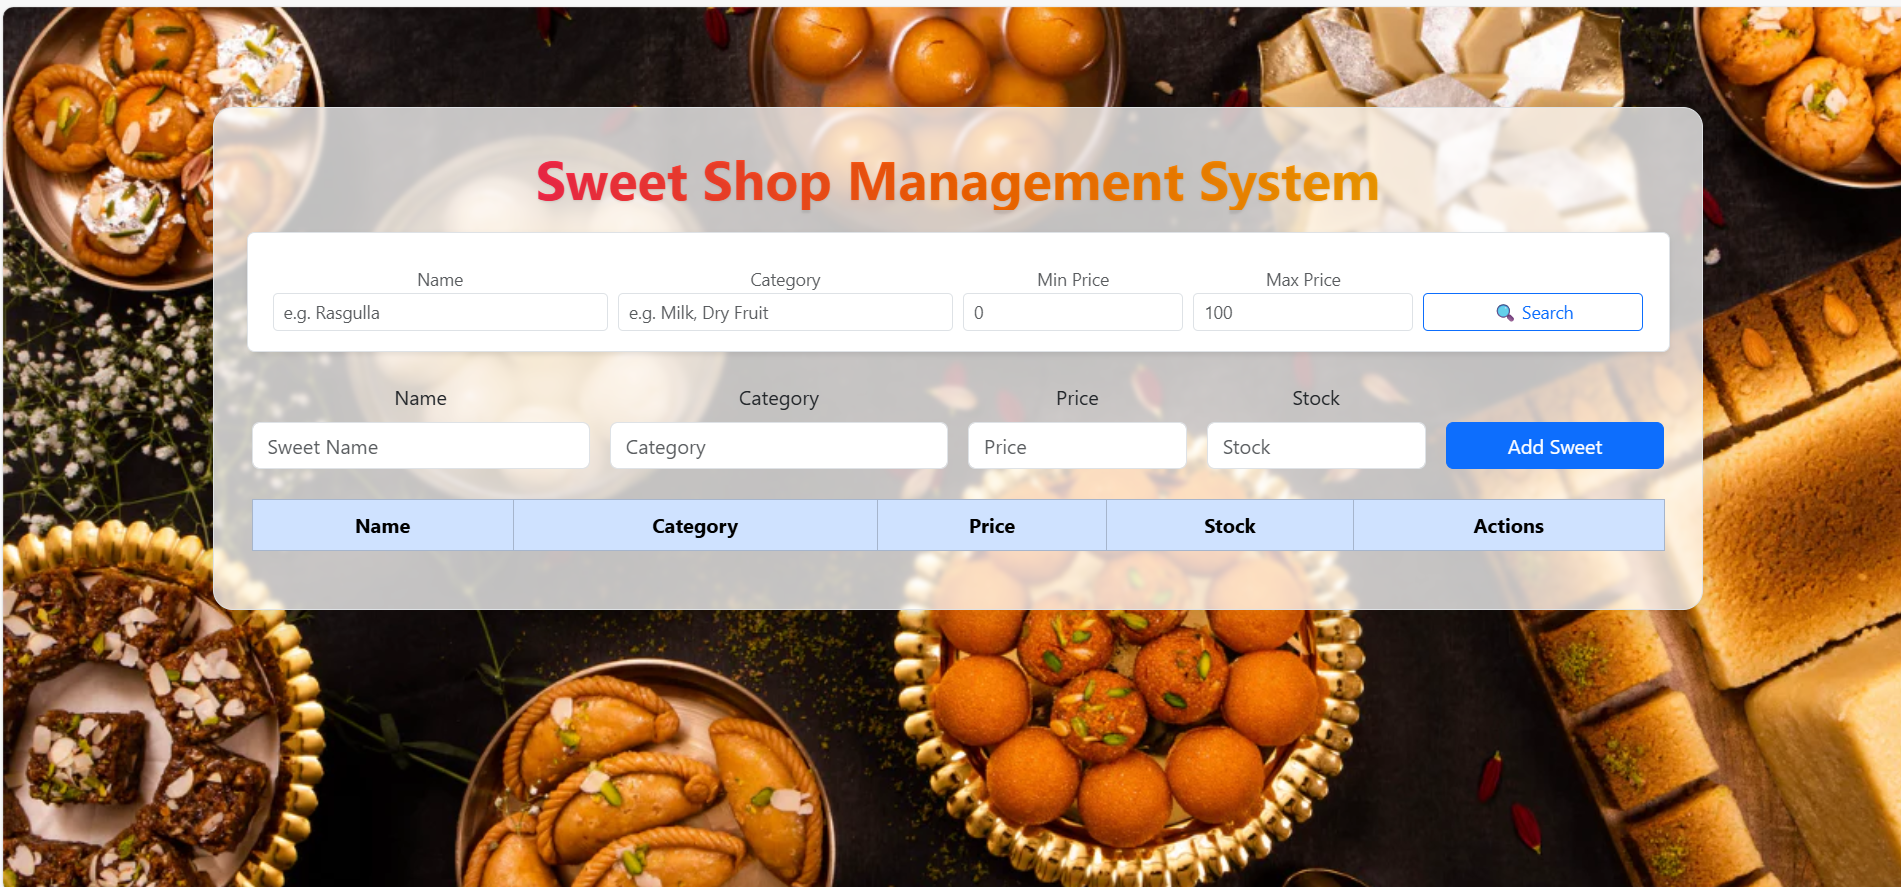 Sweet Shop Management System
Name Category Min Price Max Price
e.g. Rasgulla e.g. Milk, Dry Fruit 0 100 🔍 Search
Name Category Price Stock
Sweet Name Category Price Stock Add Sweet
Name Category Price Stock Actions